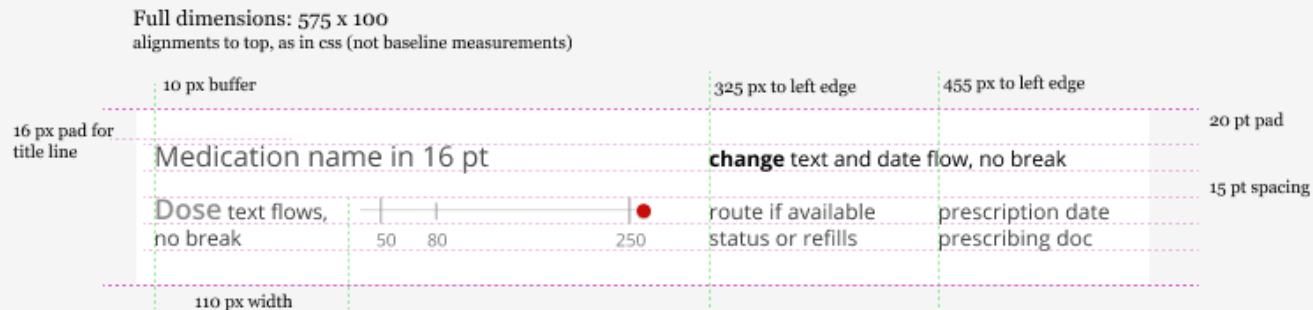 Full dimensions: 575 x 100
alignments to top, as in css (not baseline measurements)
10 px buffer
325 px to left edge
455 px to left edge
16 px pad for
title line
20 pt pad
Medication name in 16 pt
change text and date flow, no break
15 pt spacing
Dose text flows,
no break
50 80 250
route if available
status or refills
prescription date
prescribing doc
110 px width